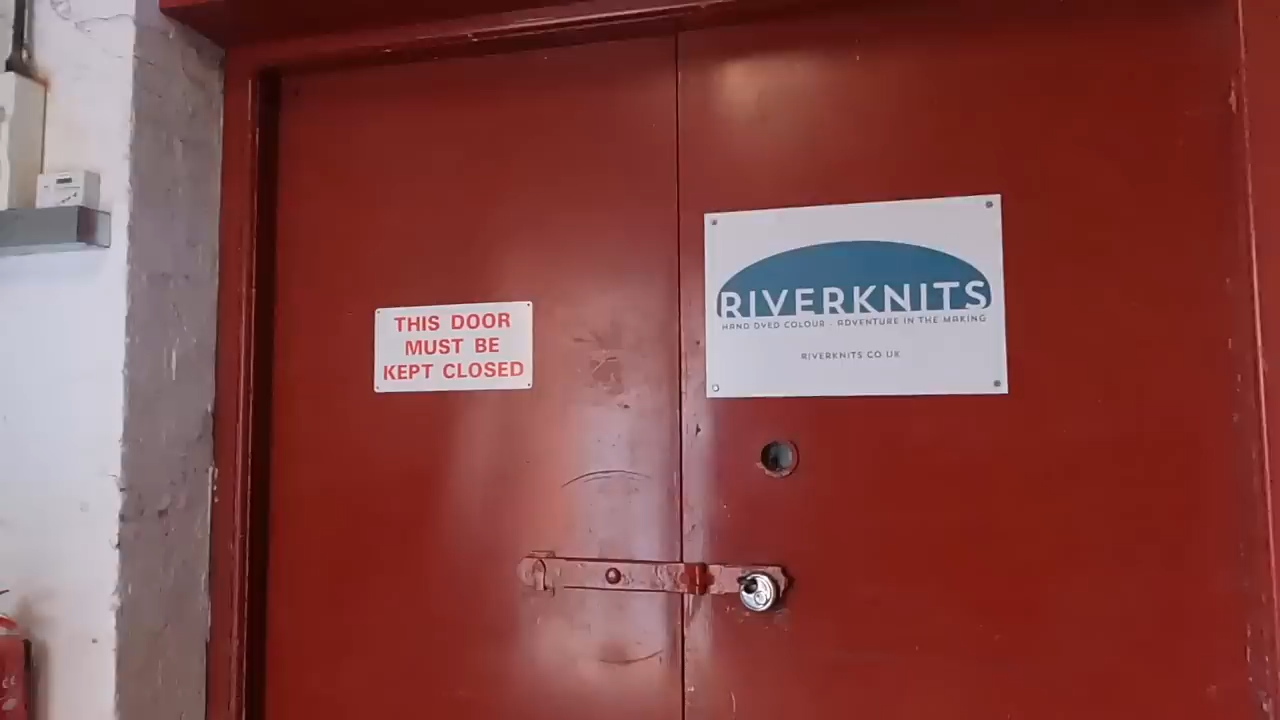 THIS DOOR
MUST BE
KEPT CLOSED
RIVERKNITS
HAND DYED COLOUR - ADVENTURE IN THE MAKING
RIVERKNITS.CO.UK